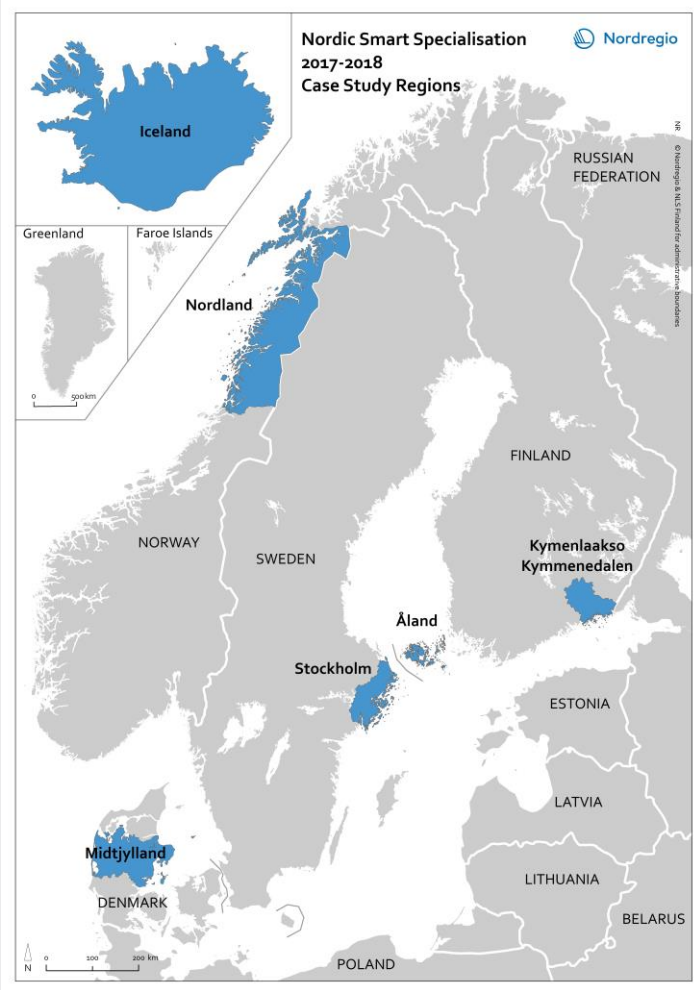 Nordic Smart Specialisation
2017-2018
Case Study Regions
Nordregio
NR © Nordregio & NLS Finland for administrative boundaries
Iceland
Greenland
Faroe Islands
0 500km
RUSSIAN
FEDERATION
Nordland
FINLAND
NORWAY
SWEDEN
Kymenlaakso
Kymmenedalen
Åland
Stockholm
ESTONIA
LATVIA
Midtjylland
LITHUANIA
DENMARK
BELARUS
POLAND
N
0 100 200 km